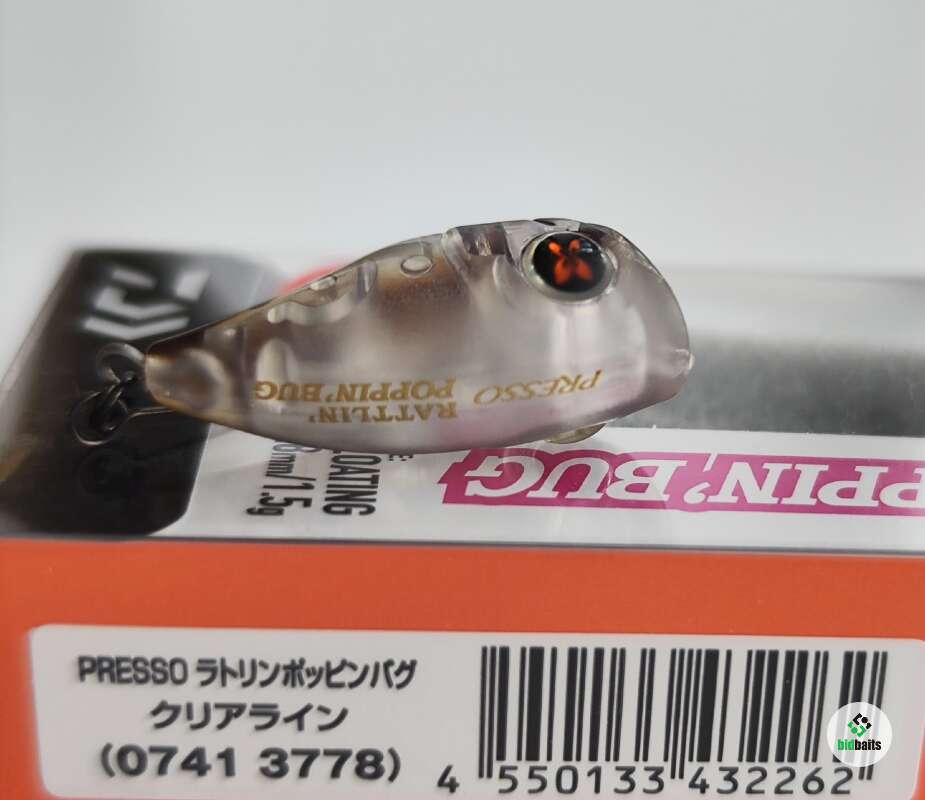 RATTLIN'
POPPIN'BUG
PRESSO
PPIN' BUG
OATING
/1.5g
PRESSO ラトリンポッピンバグ
クリアライン
(0741 3778)
4 550133 432262
bidbaits